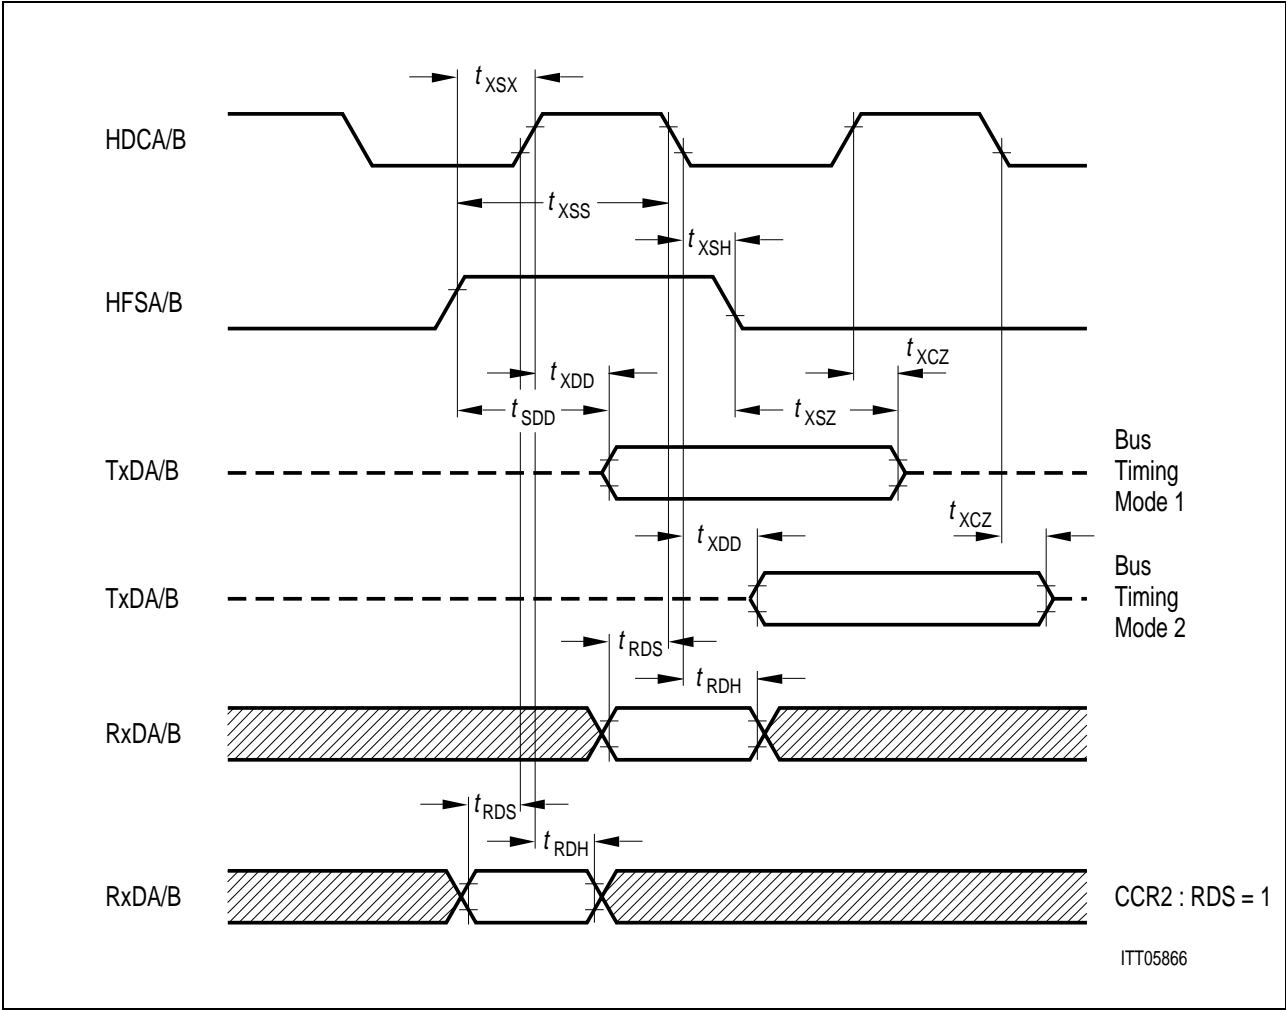 t XSX
HDCA/B
t XSS
t XSH
HFSA/B
t XCZ
t XDD
t SDD
t XSZ
TxDA/B
Bus
Timing
Mode 1
t XCZ
t XDD
TxDA/B
Bus
Timing
Mode 2
t RDS
t RDH
RxDA/B
t RDS
t RDH
RxDA/B
CCR2 : RDS = 1
ITT05866